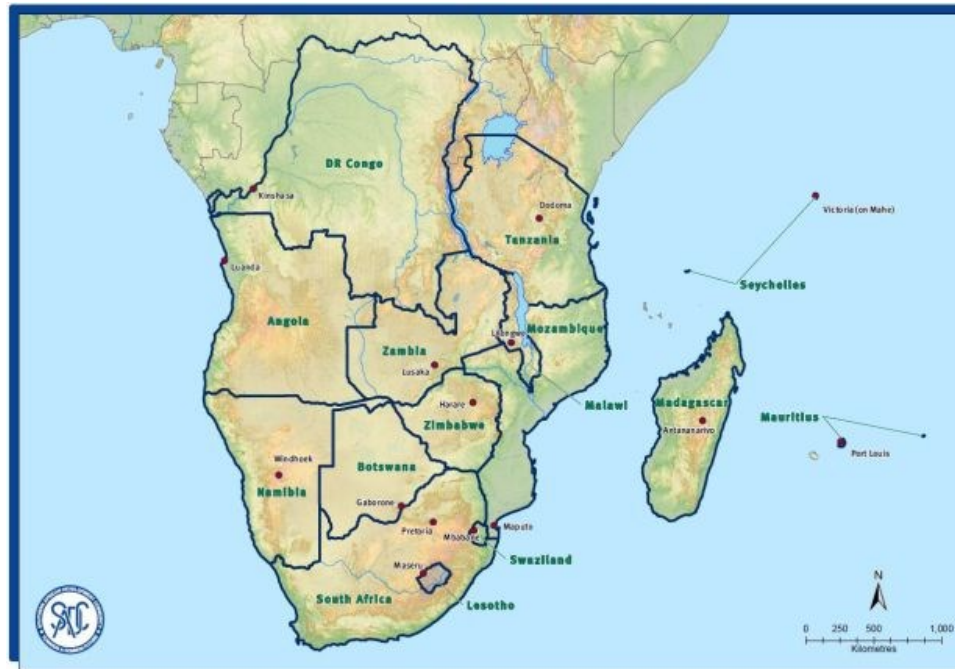 DR Congo
Kinshasa
Dodoma
Tanzania
Victoria (on Mahe)
Luanda
Seychelles
Angola
Mozambique
Lilongwe
Zambia
Lusaka
Malawi
Madagascar
Harare
Zimbabwe
Mauritius
Antananarivo
Port Louis
Windhoek
Botswana
Namibia
Gaborone
Pretoria
Mbabane
Maputo
Swaziland
Maseru
South Africa
Lesotho
N
SADC
0 250 500 1,000
Kilometres